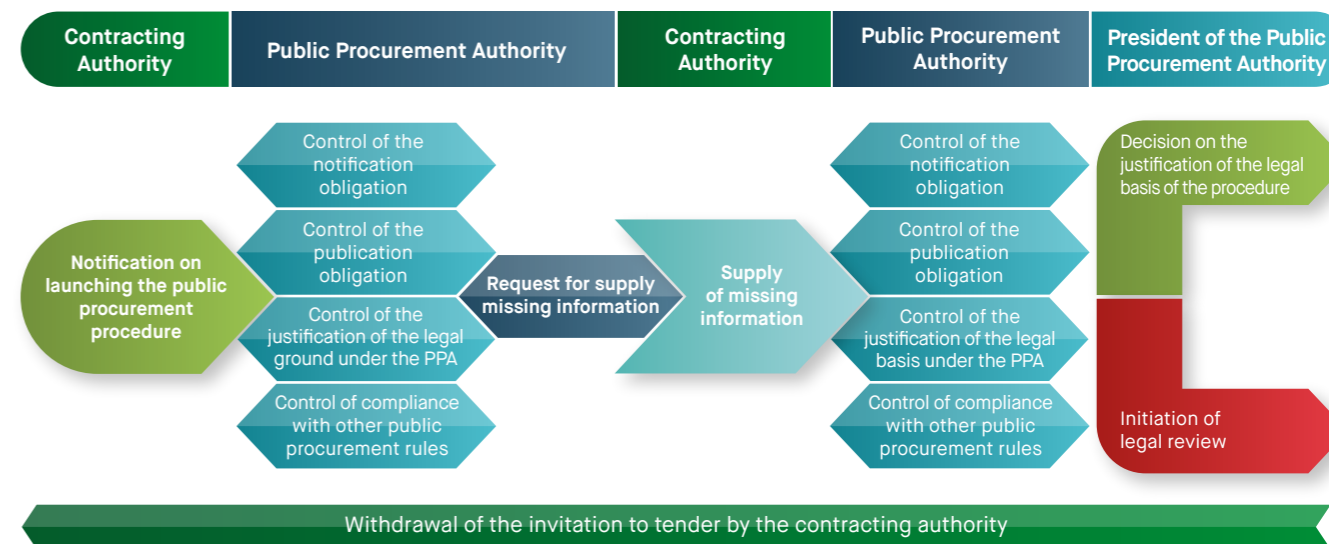 Contracting
Authority
Public Procurement Authority
Contracting
Authority
Public Procurement
Authority
President of the Public
Procurement Authority
Notification on
launching the public
procurement
procedure
Control of the
notification
obligation
Control of the
publication
obligation
Control of the
justification of the legal
ground under the PPA
Control of compliance
with other public
procurement rules
Request for supply
missing information
Supply
of missing
information
Control of the
notification
obligation
Control of the
publication
obligation
Control of the
justification of the legal
basis under the PPA
Control of compliance
with other public
procurement rules
Decision on the
justification of the legal
basis of the procedure
Initiation of
legal review
Withdrawal of the invitation to tender by the contracting authority